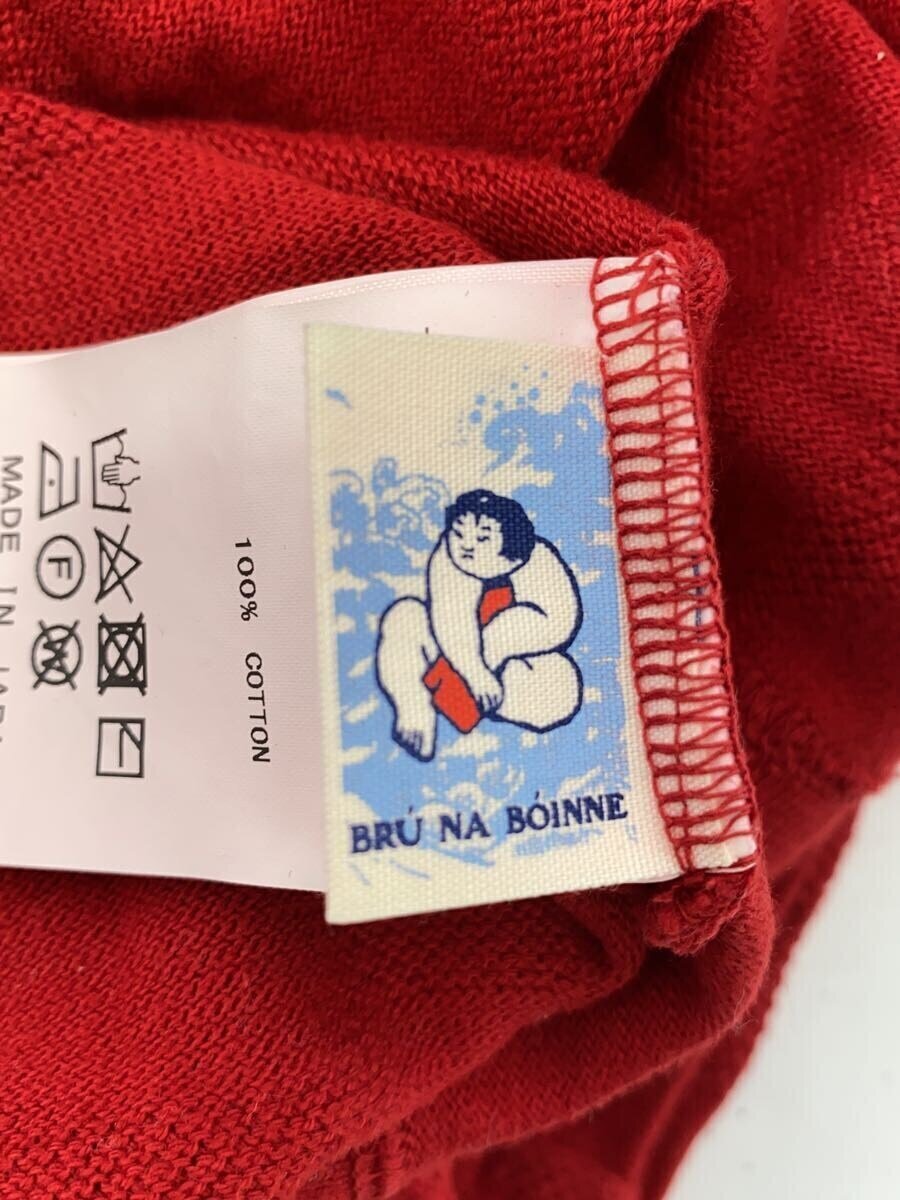 BRÚ NA BÓINNE
100% COTTON
F
W
MADE IN